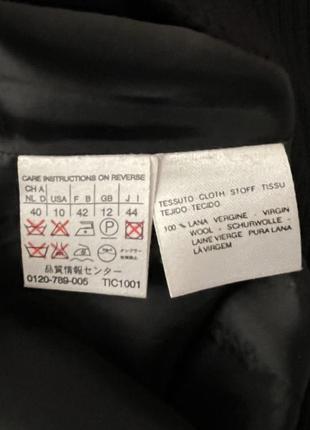 CARE INSTRUCTIONS ON REVERSE
CH A
NL D USA F B GB J I
40 10 42 12 44
品質情報センター
0120-789-005 TIC1001
TESSUTO CLOTH STOFF TISSU
TEJIDO-TECIDO
100 % LANA VERGINE - VIRGIN
WOOL - SCHURWOLLE -
LAINE VIERGE PURA LANA
LÀ VIRGEM